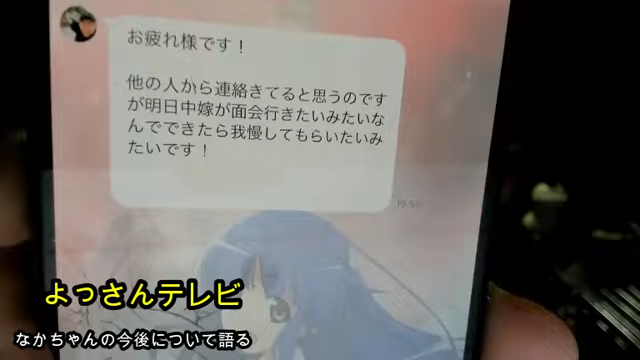 お疲れ様です！
他の人から連絡きてると思うのです
が明日中嫁が面会行きたいみたいな
んでできたら我慢してもらいたいみ
たいです！
19:52
よっさんテレビ
なかちゃんの今後について語る